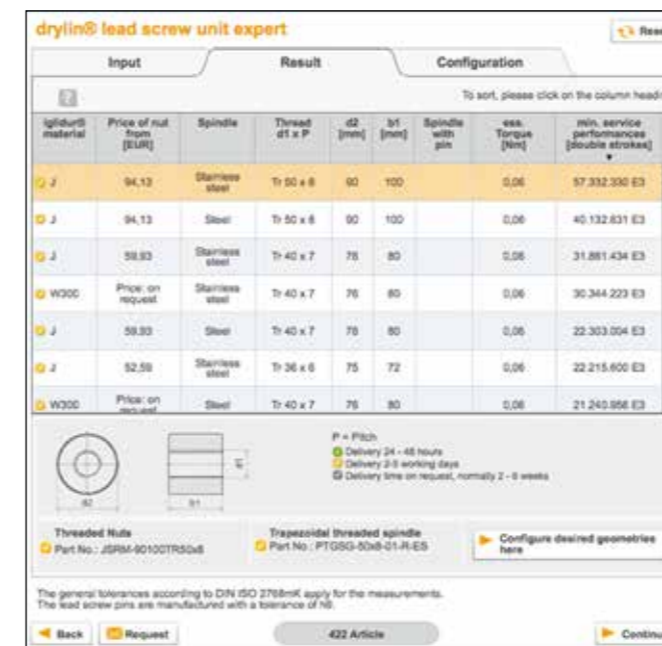 drylin® lead screw unit expert
Input Result Configuration
To sort, please click on the column
iglidur® material Price of nut from [EUR] Spindle Thread d1 x P d2 [mm] b1 [mm] Spindle with pin ess. Torque [Nm] min. service performances [double strokes]
J 94,13 Stainless steel Tr 50 x 8 90 100 0,06 57.332.330 E3
J 94,13 Steel Tr 50 x 8 90 100 0,06 40.132.631 E3
J 59,93 Stainless steel Tr 40 x 7 76 80 0,06 31.861.434 E3
W300 Price: on request Stainless steel Tr 40 x 7 76 80 0,06 30.344.223 E3
J 59,93 Steel Tr 40 x 7 76 80 0,06 22.303.004 E3
J 52,59 Stainless steel Tr 36 x 6 75 72 0,06 22.215.600 E3
W300 Price: on request Steel Tr 40 x 7 76 80 0,06 21.240.956 E3
P = Pitch
Delivery 24 - 48 hours
Delivery 2-5 working days
Delivery time on request, normally 2 - 6 weeks
d1
d2 b1
Threaded Nuts
Part No.: JSRM-90100TR50x8
Trapezoidal threaded spindle
Part No.: PTGSG-50x8-01-R-ES
Configure desired geometries
here
The general tolerances according to DIN ISO 2768mK apply for the measurements.
The lead screw pins are manufactured with a tolerance of h9.
Back Request 422 Article